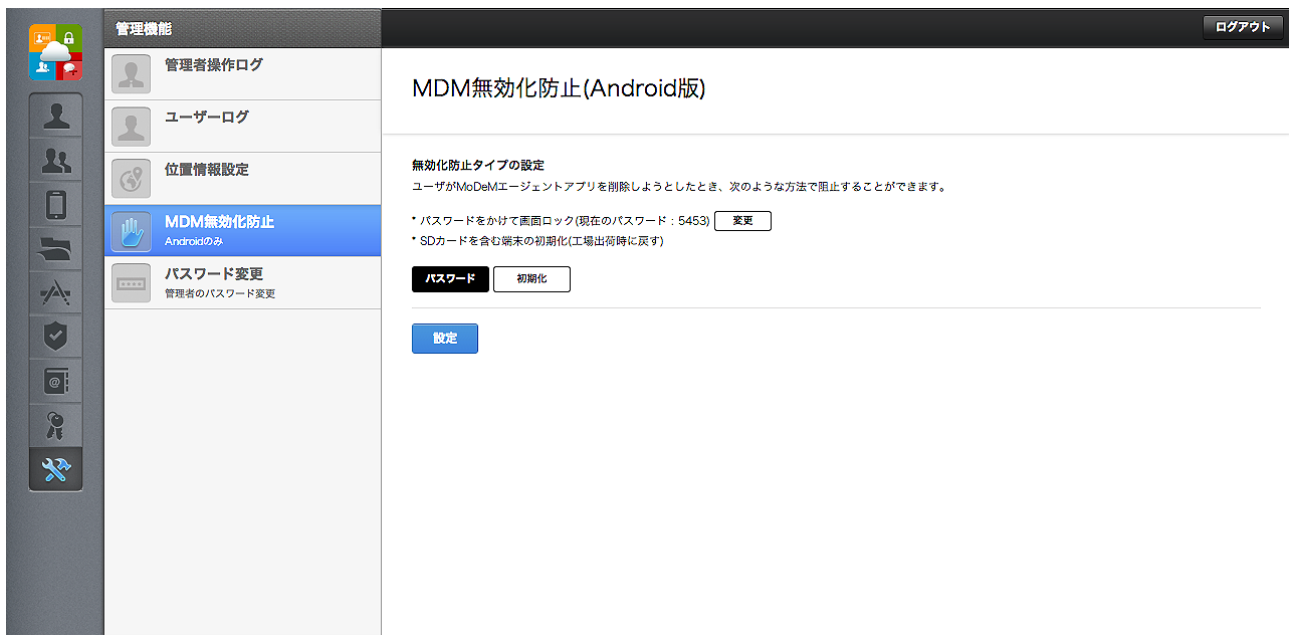 管理機能
ログアウト
管理者操作ログ
ユーザーログ
位置情報設定
MDM無効化防止
Androidのみ
パスワード変更
管理者のパスワード変更
MDM無効化防止(Android版)
無効化防止タイプの設定
ユーザがMoDeMエージェントアプリを削除しようとしたとき、次のような方法で阻止することができます。
* パスワードをかけて画面ロック(現在のパスワード : 5453) 変更
* SDカードを含む端末の初期化(工場出荷時に戻す)
パスワード 初期化
設定